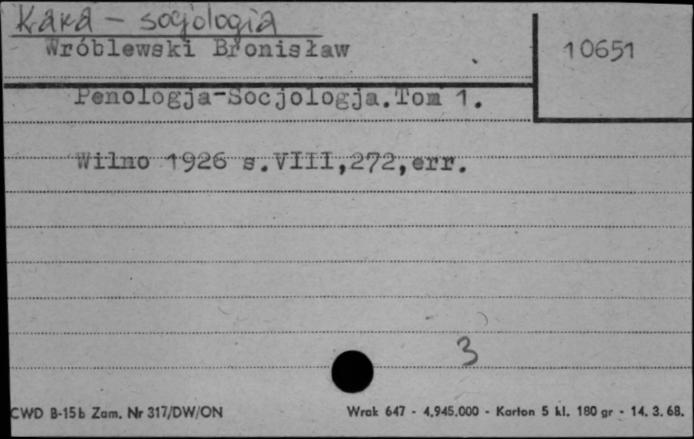 Kara - socjologia
Wróblewski Bronisław
10651
Penologja-Socjologja.Tom 1.
Wilno 1926 s.VIII,272,err.
3
CWD B-15b Zam. Nr 317/DW/ON
Wrak 647 - 4,945,000 - Karton 5 kl. 180 gr - 14. 3. 68.